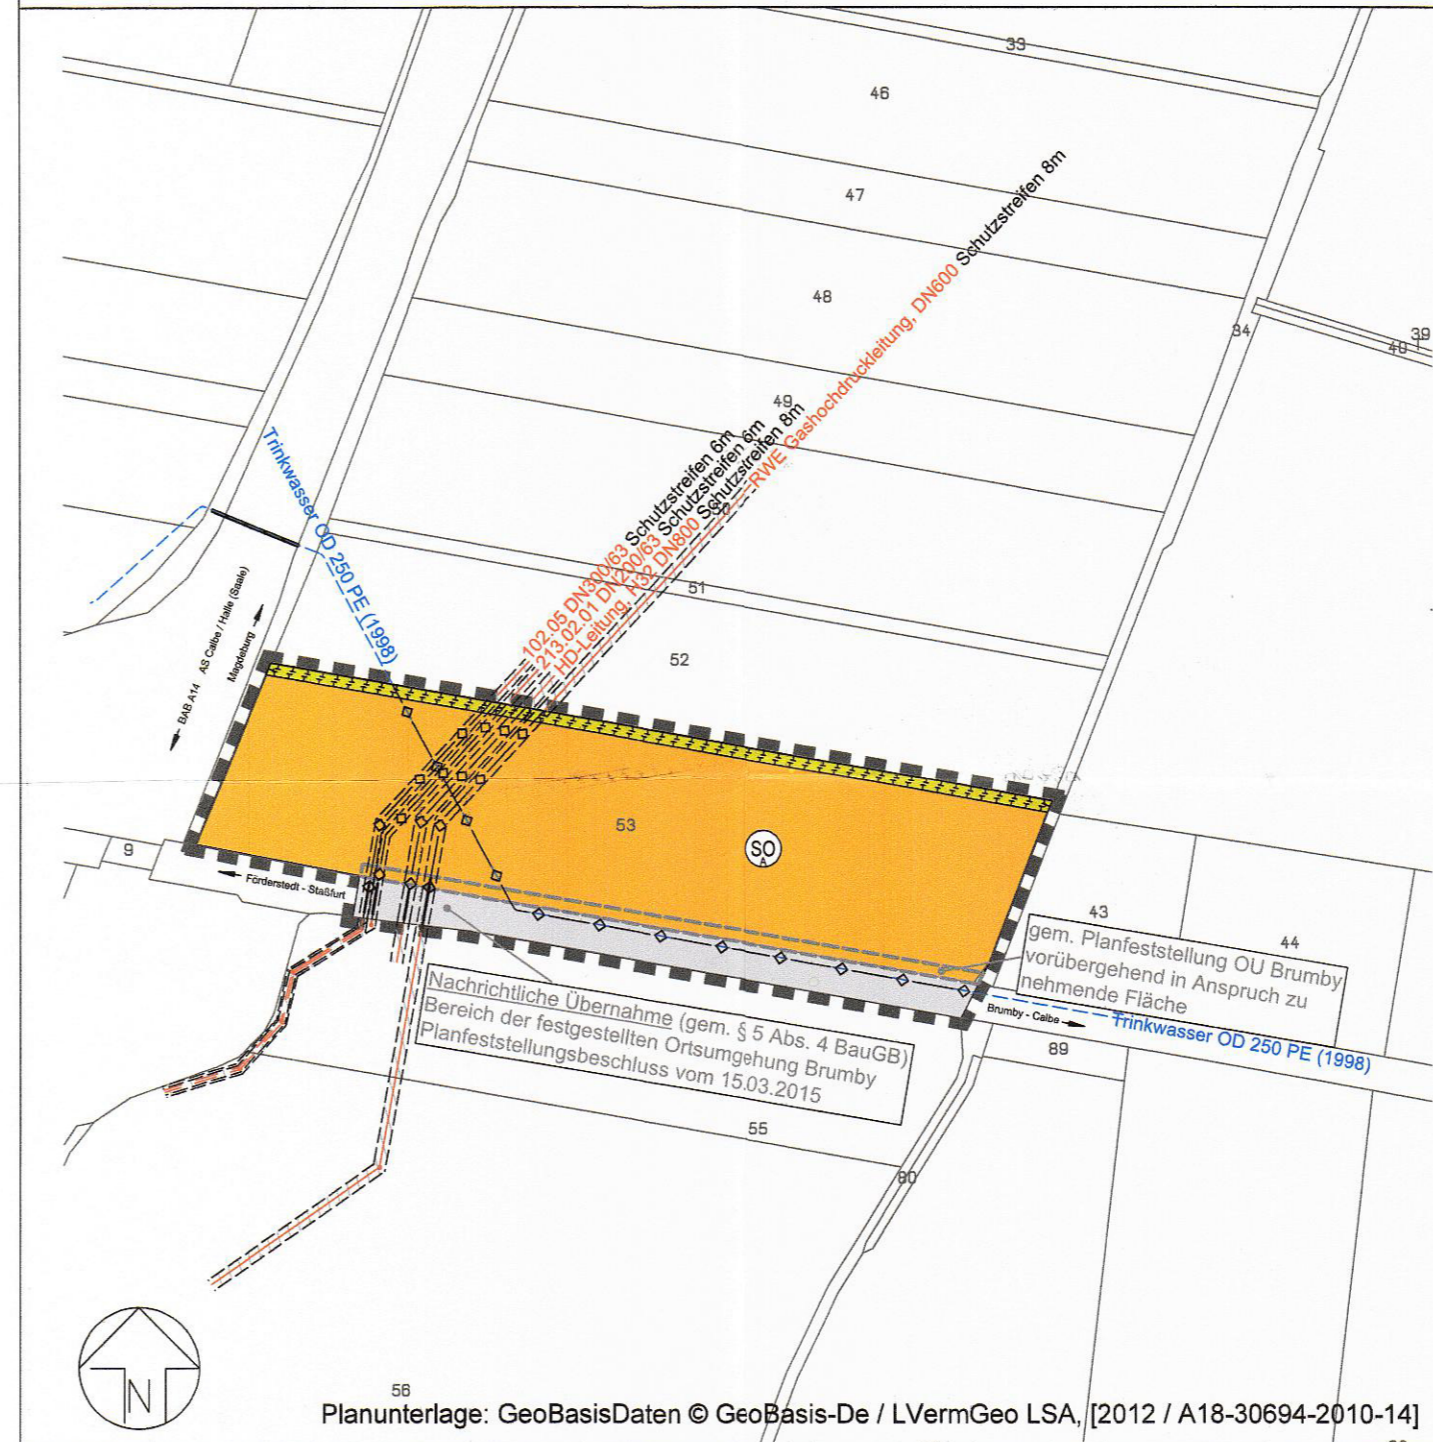 33
46
47
Schutzstreifen 8m
RWE Gashochdruckleitung, DN600
48
34
39
40
49
Schutzstreifen 6m
Schutzstreifen 6m
Schutzstreifen 8m
50
102.05 DN300/63
213.02.01 DN200/63
HD-Leitung, N32 DN800
Trinkwasser OD 250 PE (1998)
51
52
BAB A14 AS Calbe / Halle (Saale)
Magdeburg
53
SO
A
9
Förderstedt - Staßfurt
43
44
gem. Planfeststellung OU Brumby
vorübergehend in Anspruch zu
nehmende Fläche
Nachrichtliche Übernahme (gem. § 5 Abs. 4 BauGB)
Bereich der festgestellten Ortsumgehung Brumby
Planfeststellungsbeschluss vom 15.03.2015
Brumby - Calbe
Trinkwasser OD 250 PE (1998)
89
55
80
N
56
Planunterlage: GeoBasisDaten © GeoBasis-De / LVermGeo LSA, [2012 / A18-30694-2010-14]